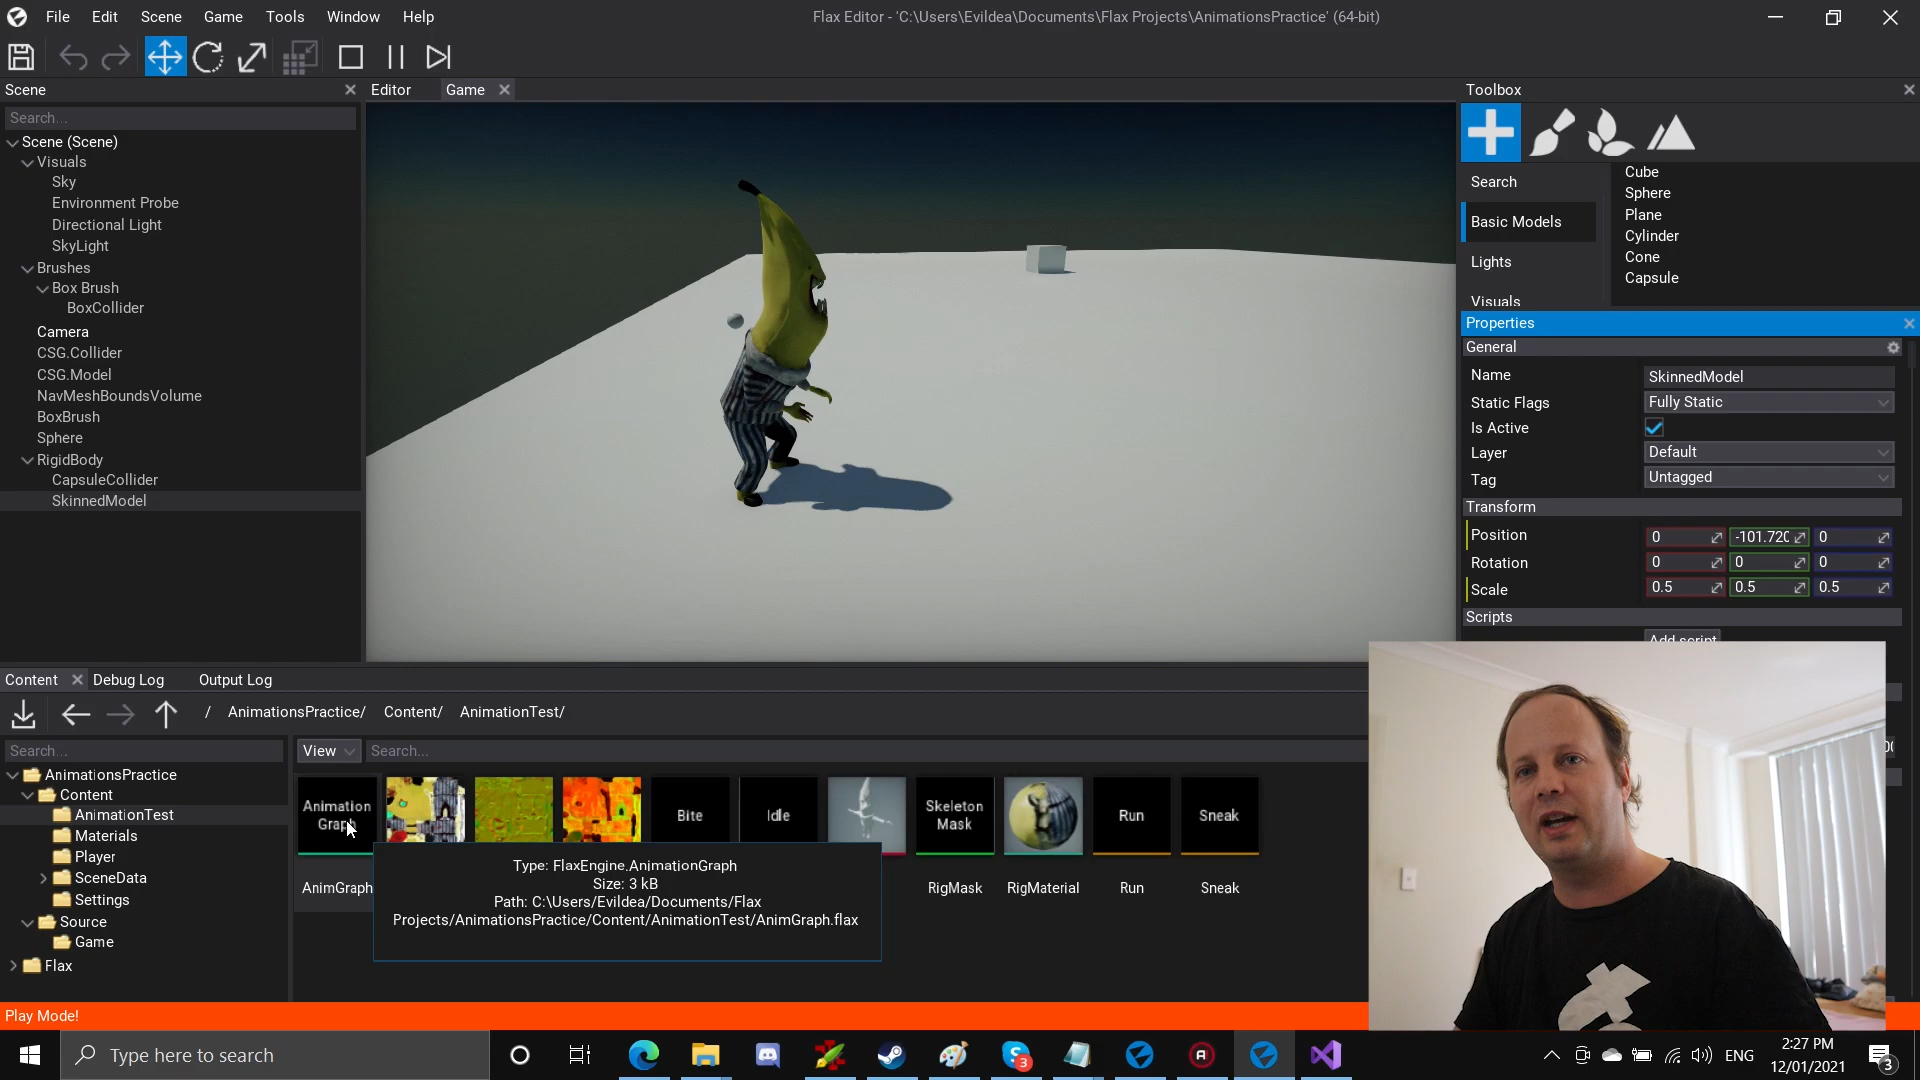 File Edit Scene Game Tools Window Help
Flax Editor - 'C:\Users\Evildea\Documents\Flax Projects\AnimationsPractice' (64-bit)
Scene
Editor
Game
Toolbox
Search...
Scene (Scene)
Visuals
Sky
Environment Probe
Directional Light
SkyLight
Brushes
Box Brush
BoxCollider
Camera
CSG.Collider
CSG.Model
NavMeshBoundsVolume
BoxBrush
Sphere
RigidBody
CapsuleCollider
SkinnedModel
Search
Basic Models
Lights
Visuals
Cube
Sphere
Plane
Cylinder
Cone
Capsule
Properties
General
Name SkinnedModel
Static Flags Fully Static
Is Active
Layer Default
Tag Untagged
Transform
Position 0 -101.720 0
Rotation 0 0 0
Scale 0.5 0.5 0.5
Scripts
Add script
Content Debug Log Output Log
/ AnimationsPractice/ Content/ AnimationTest/
Search...
View
Search...
AnimationsPractice
Content
AnimationTest
Materials
Player
SceneData
Settings
Source
Game
Flax
Animation
Graph
Bite
Idle
Skeleton
Mask
Run
Sneak
AnimGraph
RigMask
RigMaterial
Run
Sneak
Type: FlaxEngine.AnimationGraph
Size: 3 kB
Path: C:\Users/Evildea/Documents/Flax
Projects/AnimationsPractice/Content/AnimationTest/AnimGraph.flax
Play Mode!
Type here to search
3
ENG
2:27 PM
12/01/2021
3